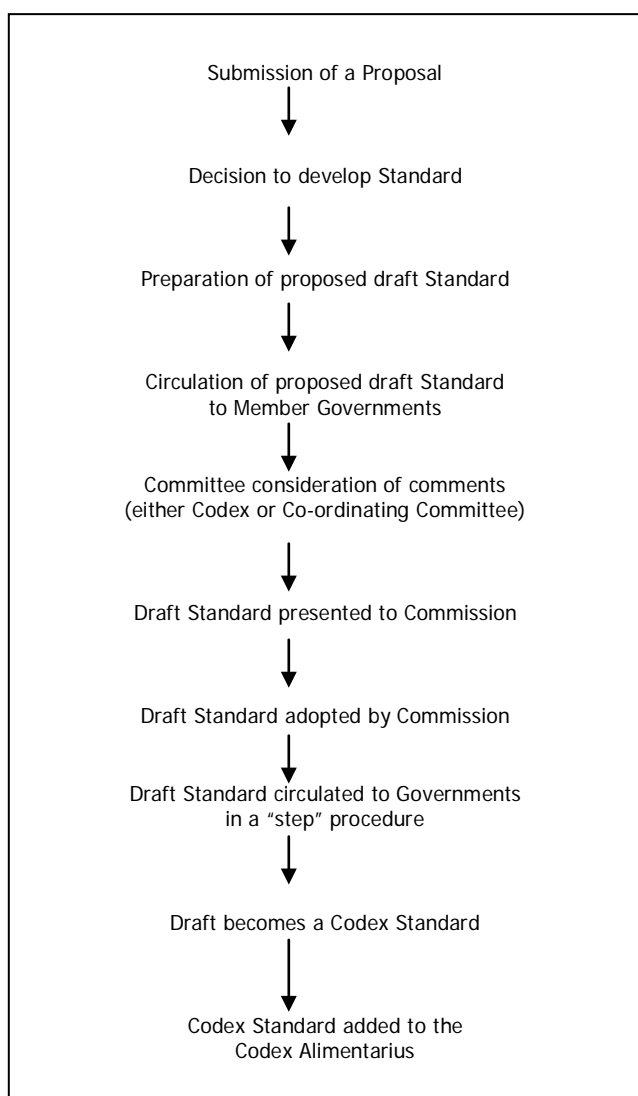 Submission of a Proposal
Decision to develop Standard
Preparation of proposed draft Standard
Circulation of proposed draft Standard
to Member Governments
Committee consideration of comments
(either Codex or Co-ordinating Committee)
Draft Standard presented to Commission
Draft Standard adopted by Commission
Draft Standard circulated to Governments
in a “step” procedure
Draft becomes a Codex Standard
Codex Standard added to the
Codex Alimentarius